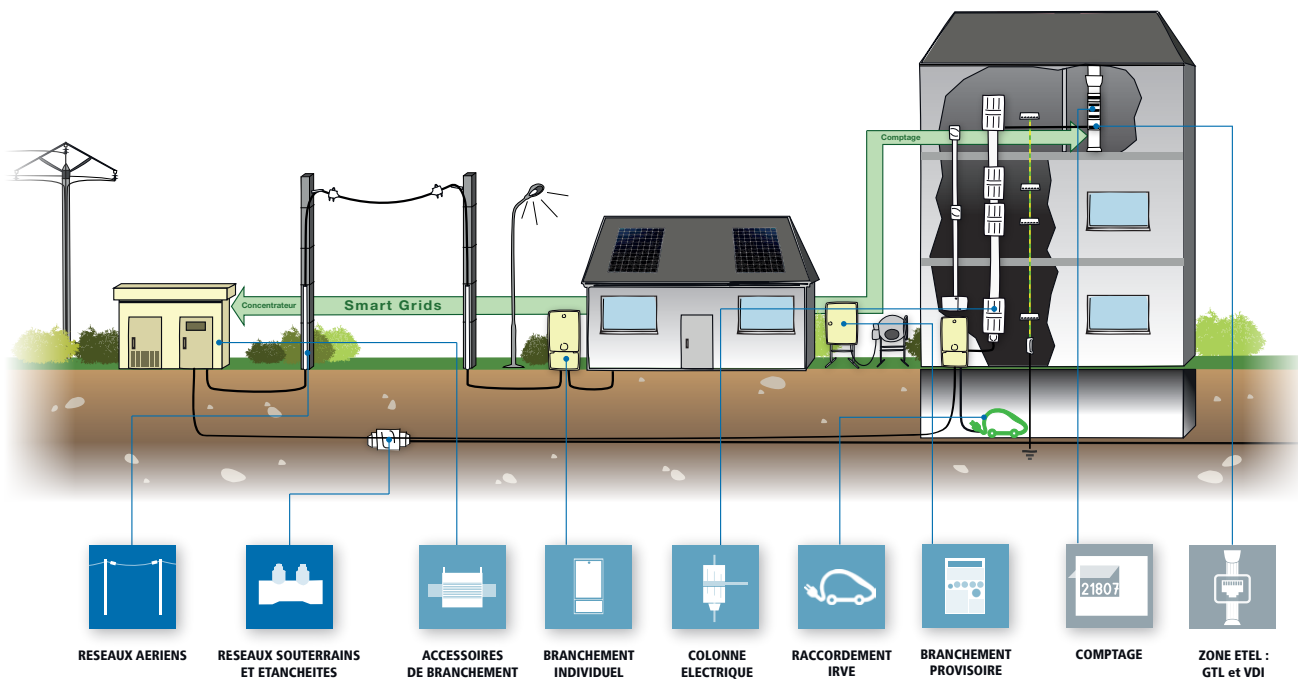 Comptage
Concentrateur
Smart Grids
21807
RESEAUX AERIENS
RESEAUX SOUTERRAINS
ET ETANCHEITES
ACCESSOIRES
DE BRANCHEMENT
BRANCHEMENT
INDIVIDUEL
COLONNE
ELECTRIQUE
RACCORDEMENT
IRVE
BRANCHEMENT
PROVISOIRE
COMPTAGE
ZONE ETEL :
GTL et VDI